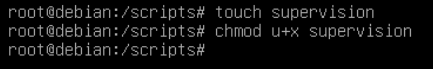 root@debian:/scripts# touch supervision
root@debian:/scripts# chmod u+x supervision
root@debian:/scripts#